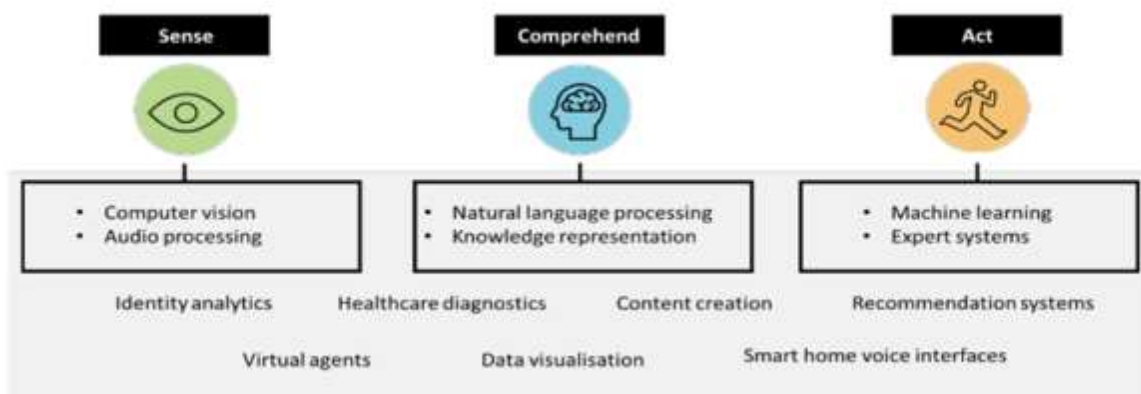 Sense
Comprehend
Act
• Computer vision
• Audio processing
• Natural language processing
• Knowledge representation
• Machine learning
• Expert systems
Identity analytics
Healthcare diagnostics
Content creation
Recommendation systems
Virtual agents
Data visualisation
Smart home voice interfaces